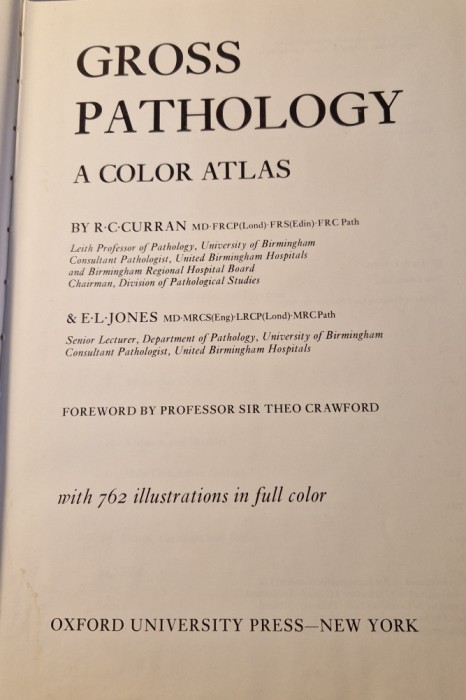 GROSS
PATHOLOGY
A COLOR ATLAS
BY R·C·CURRAN MD·FRCP(Lond)·FRS(Edin)·FRC Path
Leith Professor of Pathology, University of Birmingham
Consultant Pathologist, United Birmingham Hospitals
and Birmingham Regional Hospital Board
Chairman, Division of Pathological Studies
& E·L·JONES MD·MRCS(Eng)·LRCP(Lond)·MRC Path
Senior Lecturer, Department of Pathology, University of Birmingham
Consultant Pathologist, United Birmingham Hospitals
FOREWORD BY PROFESSOR SIR THEO CRAWFORD
with 762 illustrations in full color
OXFORD UNIVERSITY PRESS—NEW YORK